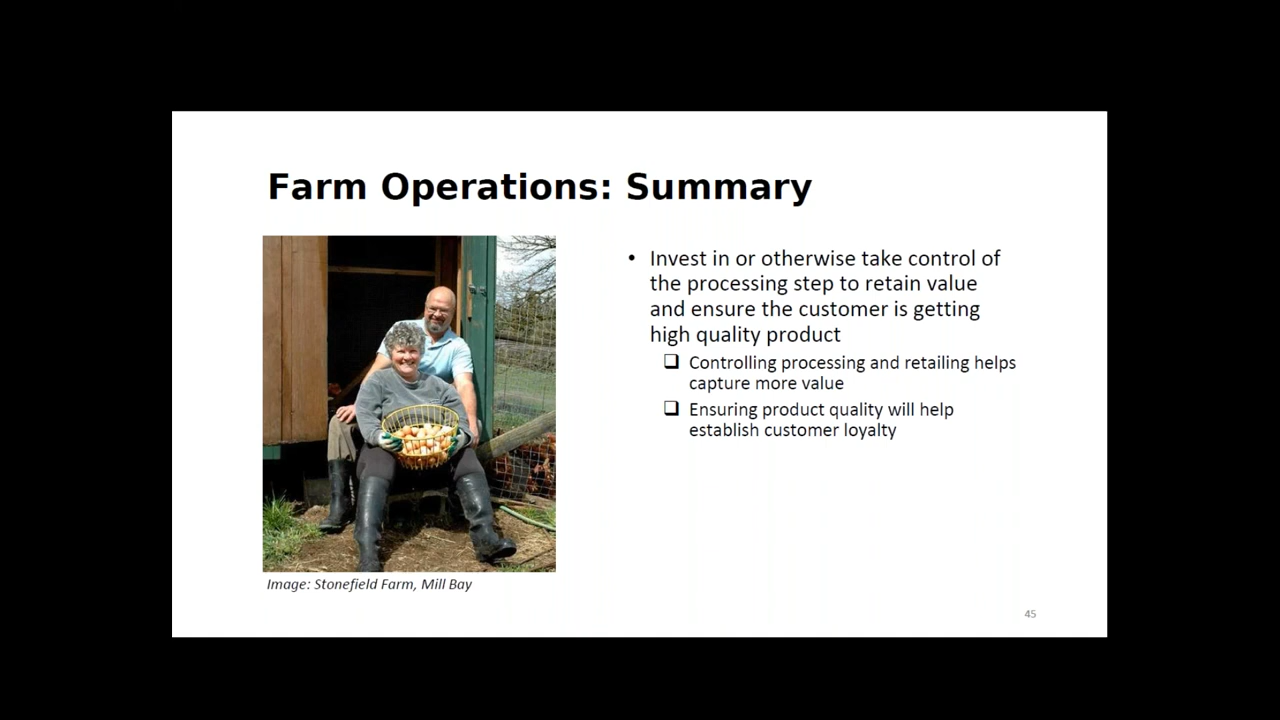 Farm Operations: Summary
• Invest in or otherwise take control of
the processing step to retain value
and ensure the customer is getting
high quality product
❑ Controlling processing and retailing helps
capture more value
❑ Ensuring product quality will help
establish customer loyalty
Image: Stonefield Farm, Mill Bay
45